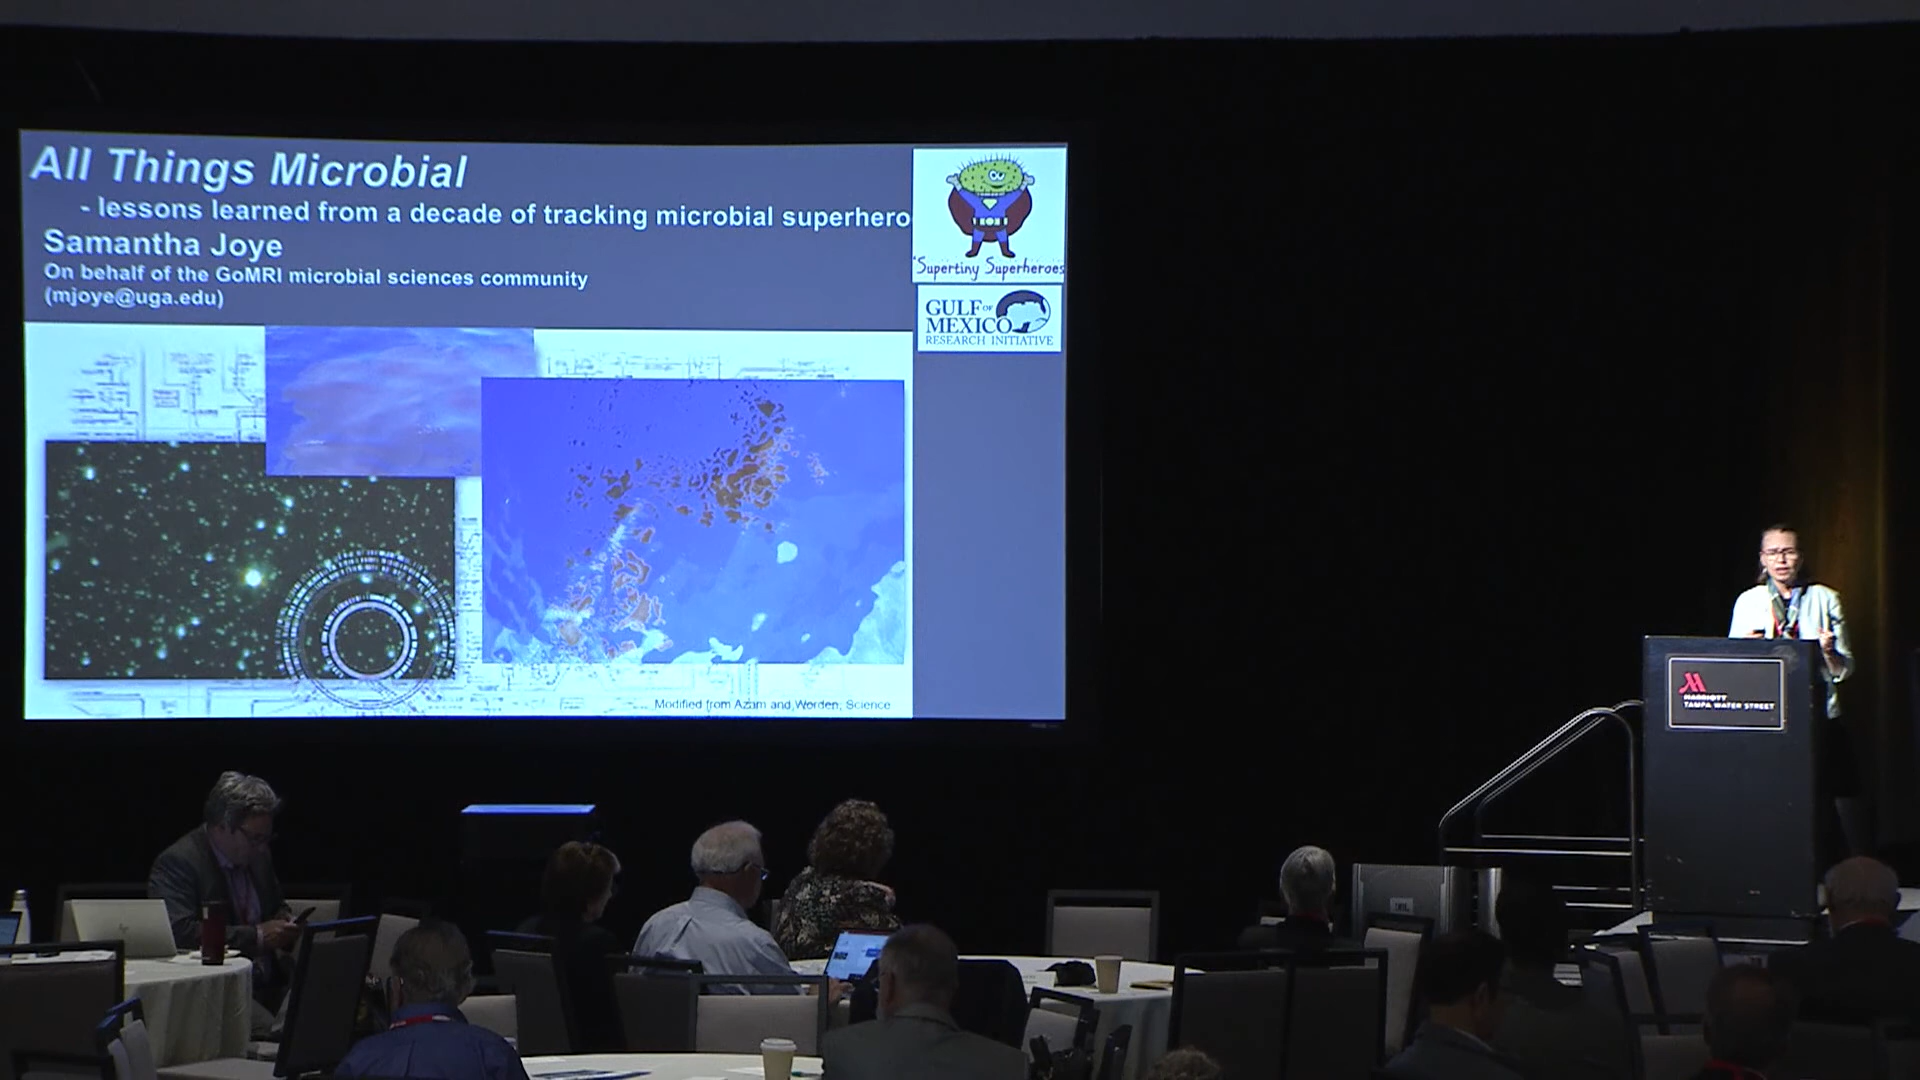 All Things Microbial
- lessons learned from a decade of tracking microbial superhero
Samantha Joye
On behalf of the GoMRI microbial sciences community
(mjoye@uga.edu)
"Supertiny Superheroes
GULF OF
MEXICO
RESEARCH INITIATIVE
Modified from Azam and Worden, Science
MARRIOTT
TAMPA WATER STREET
JBL